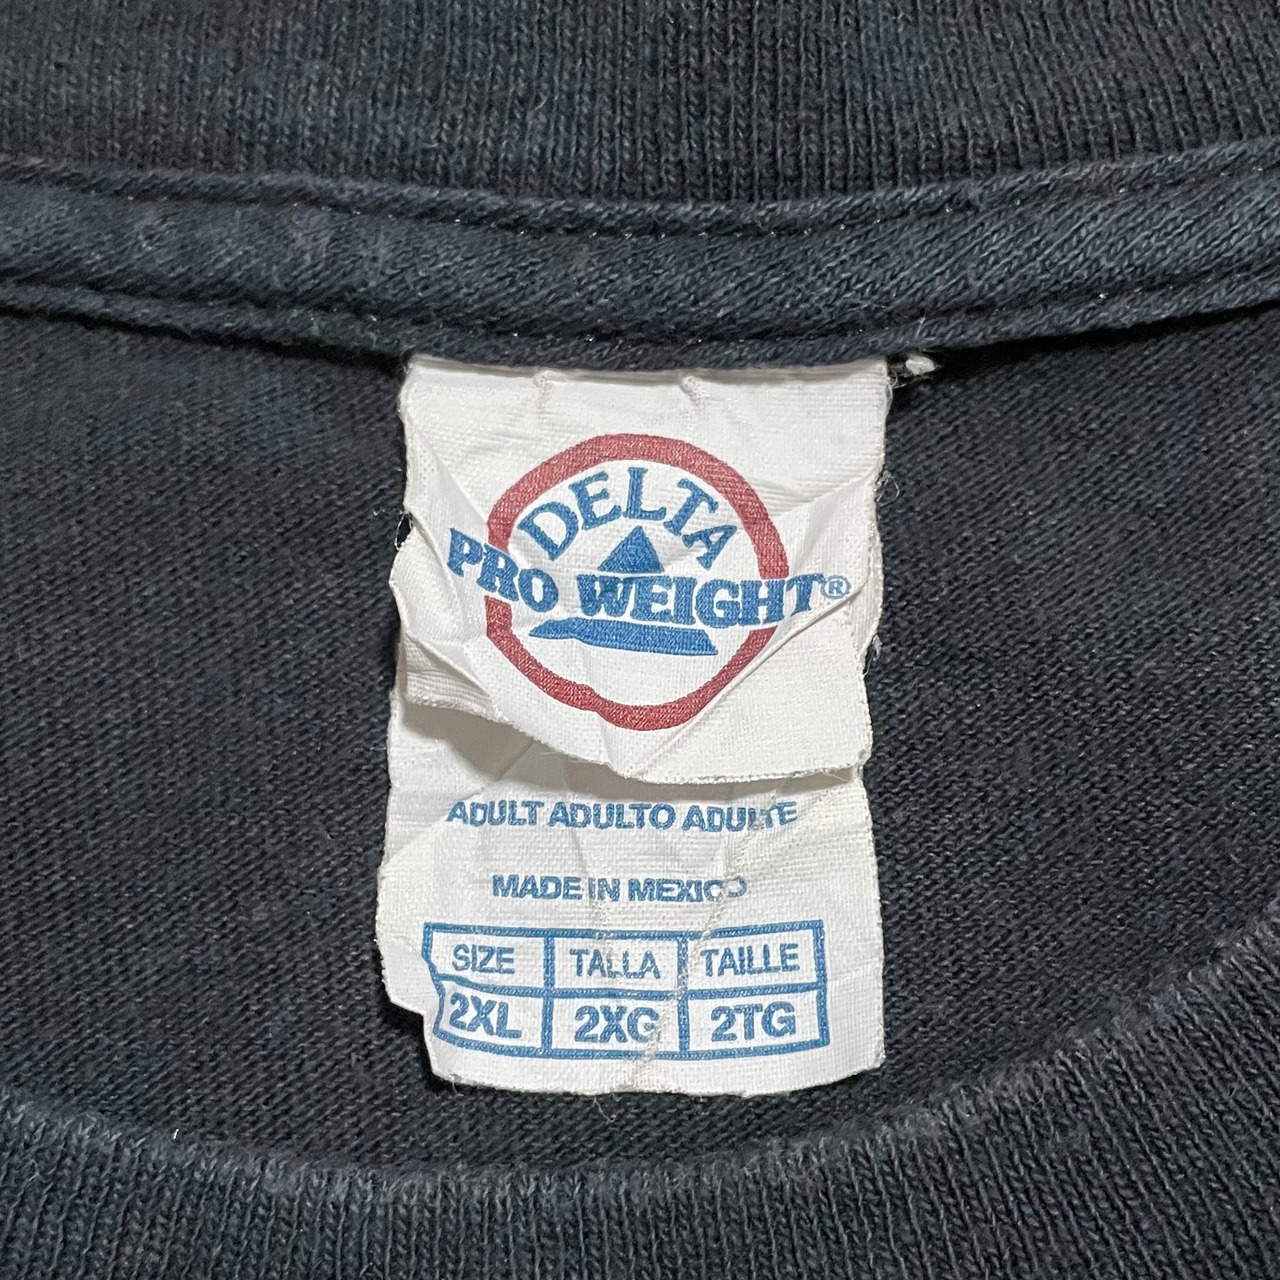 DELTA
PRO WEIGHT®
ADULT ADULTO ADULTE
MADE IN MEXICO
SIZE TALLA TAILLE
2XL 2XG 2TG